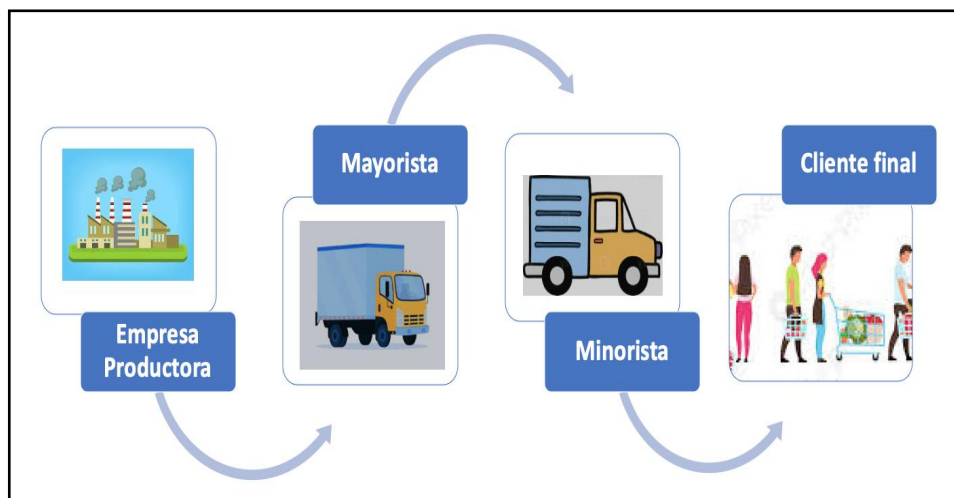 Empresa
Productora
Mayorista
Minorista
Cliente final